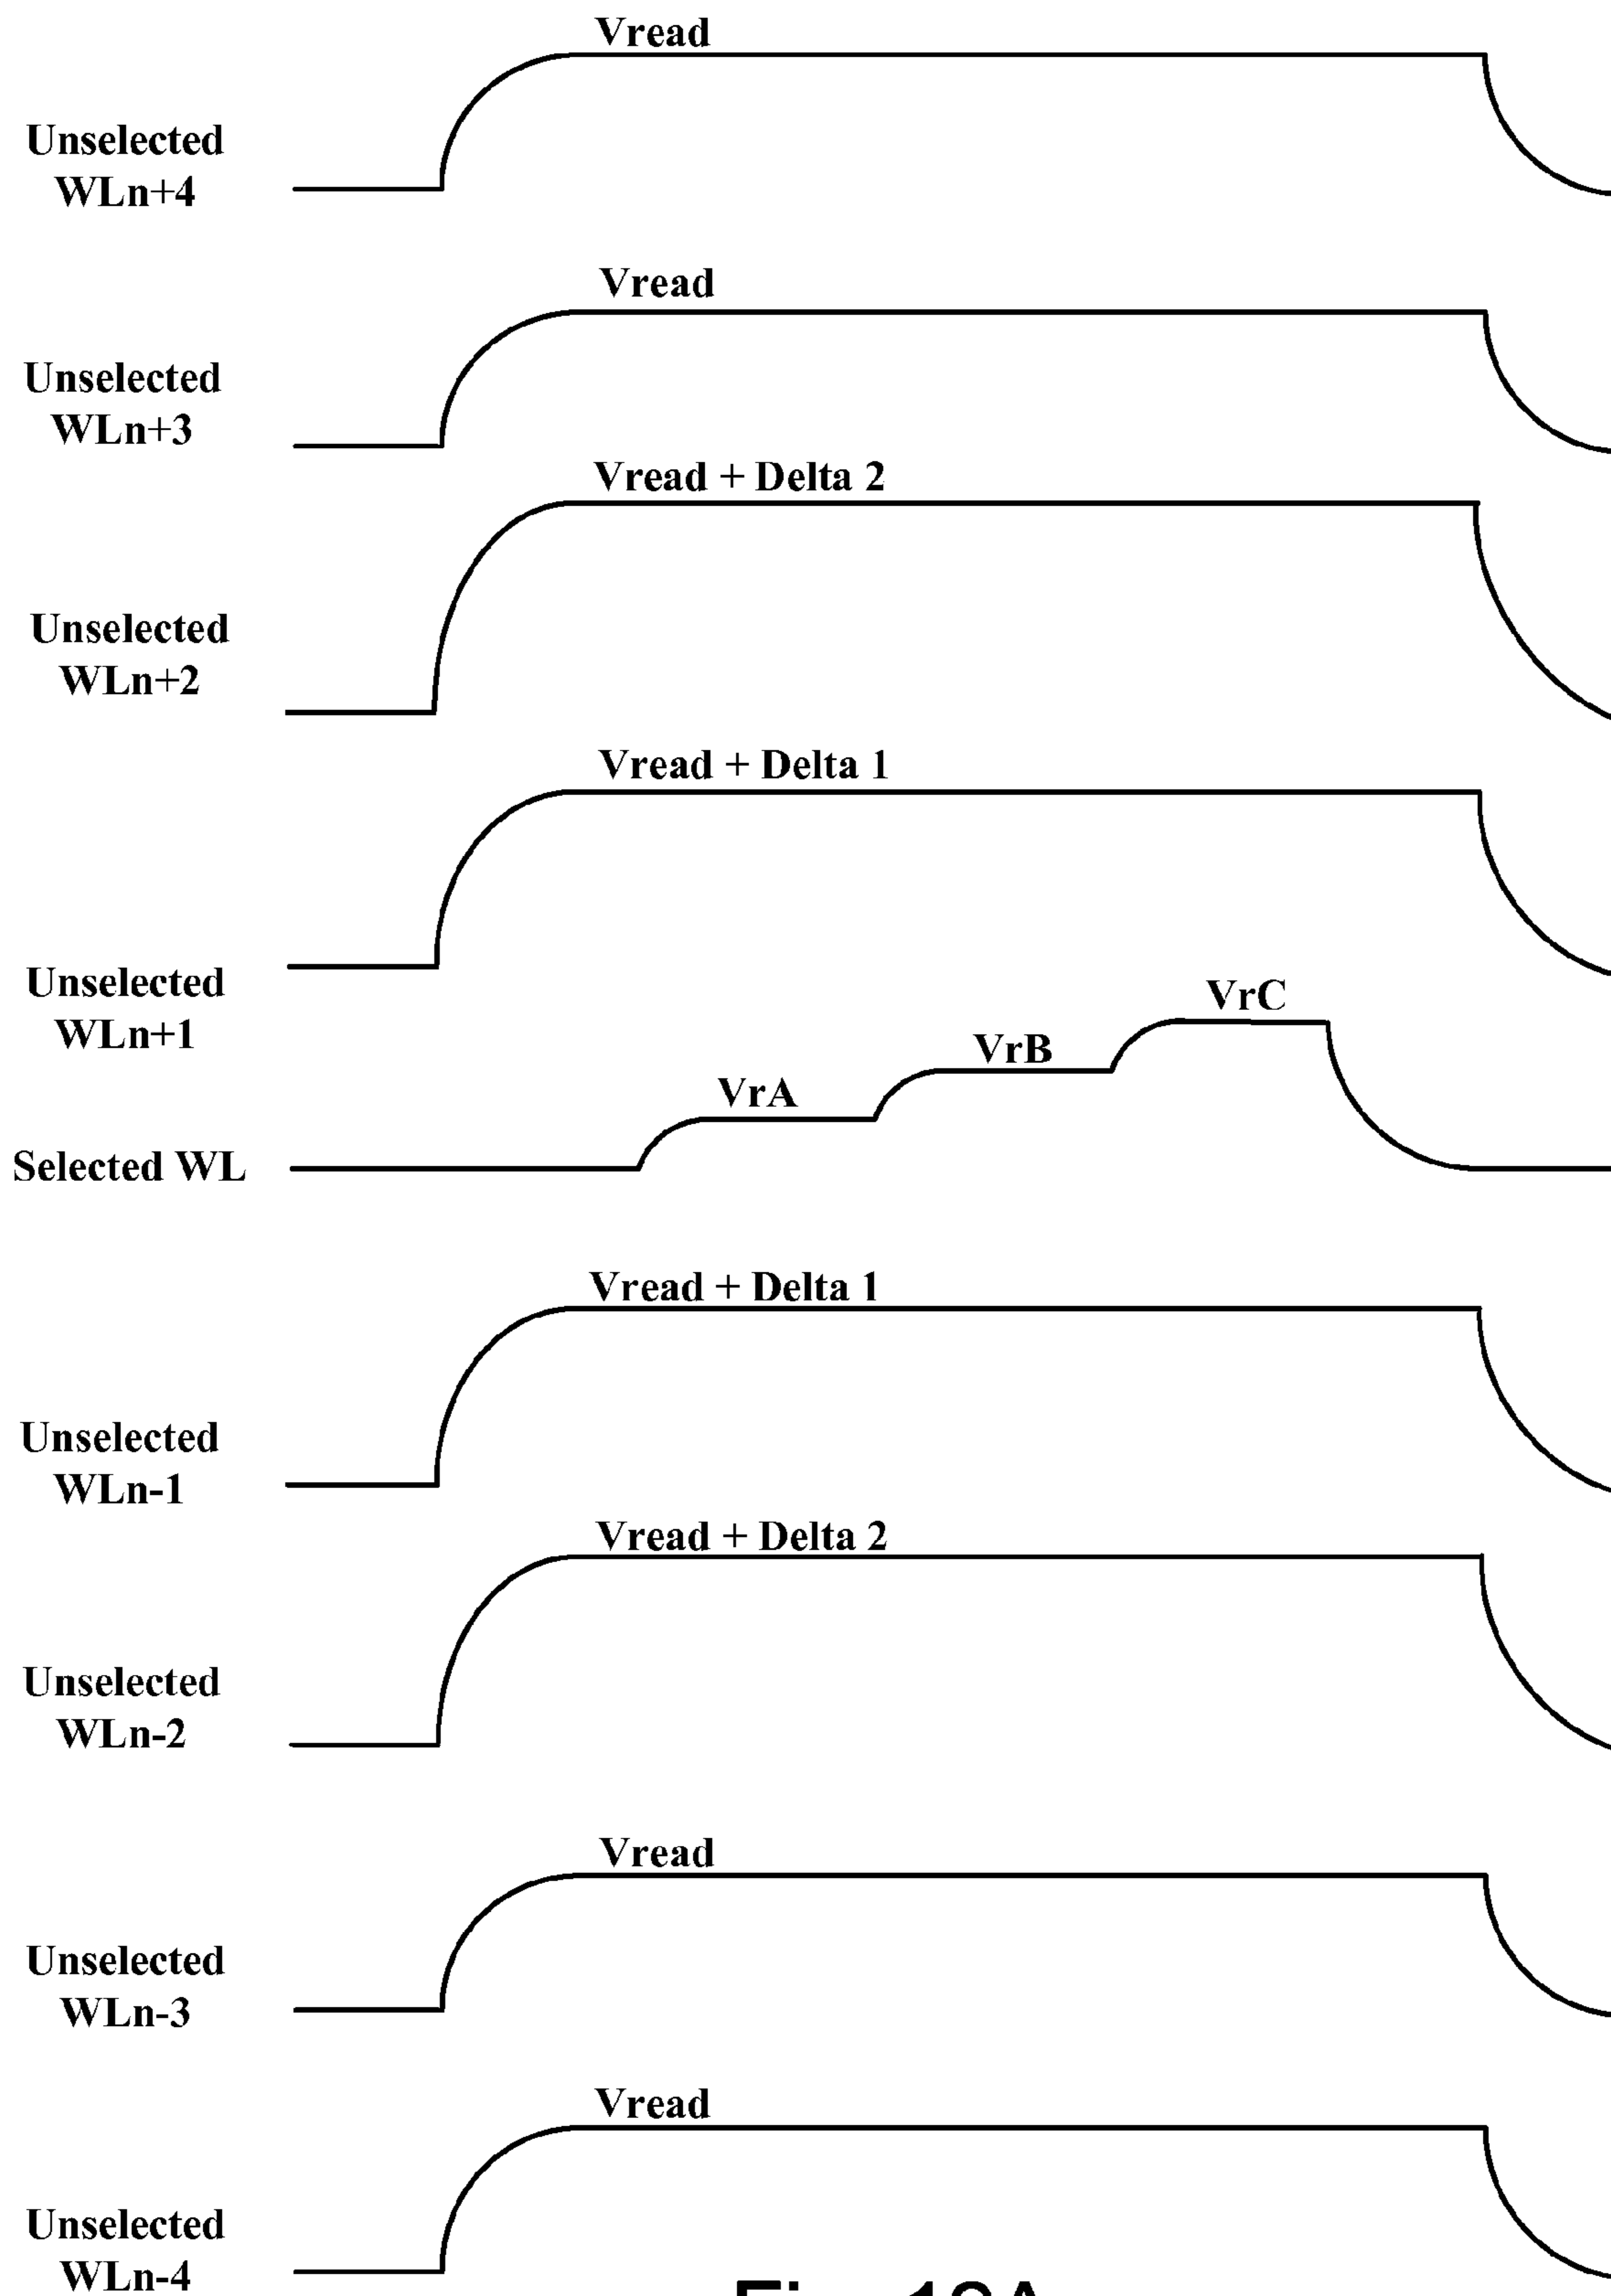 Vread
Unselected
WLn+4
Vread
Unselected
WLn+3
Vread + Delta 2
Unselected
WLn+2
Vread + Delta 1
Unselected
WLn+1
VrC
VrB
VrA
Selected WL
Vread + Delta 1
Unselected
WLn-1
Vread + Delta 2
Unselected
WLn-2
Vread
Unselected
WLn-3
Vread
Unselected
WLn-4